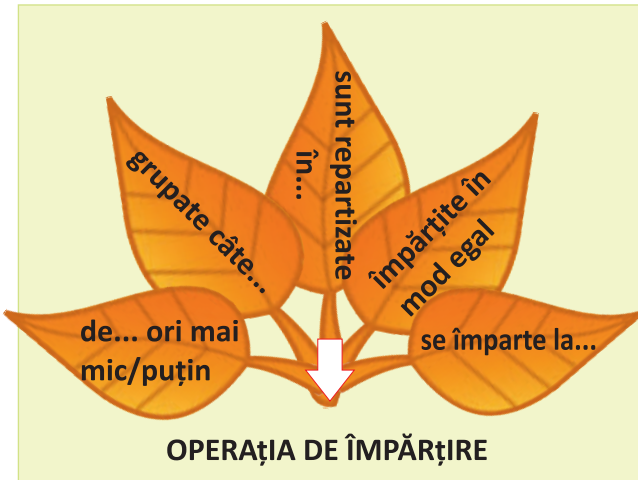 de... ori mai
mic/puțin
grupate câte...
sunt repartizate
în...
împărțite în
mod egal
se împarte la...
OPERAțIA DE ÎMPĂRțIRE